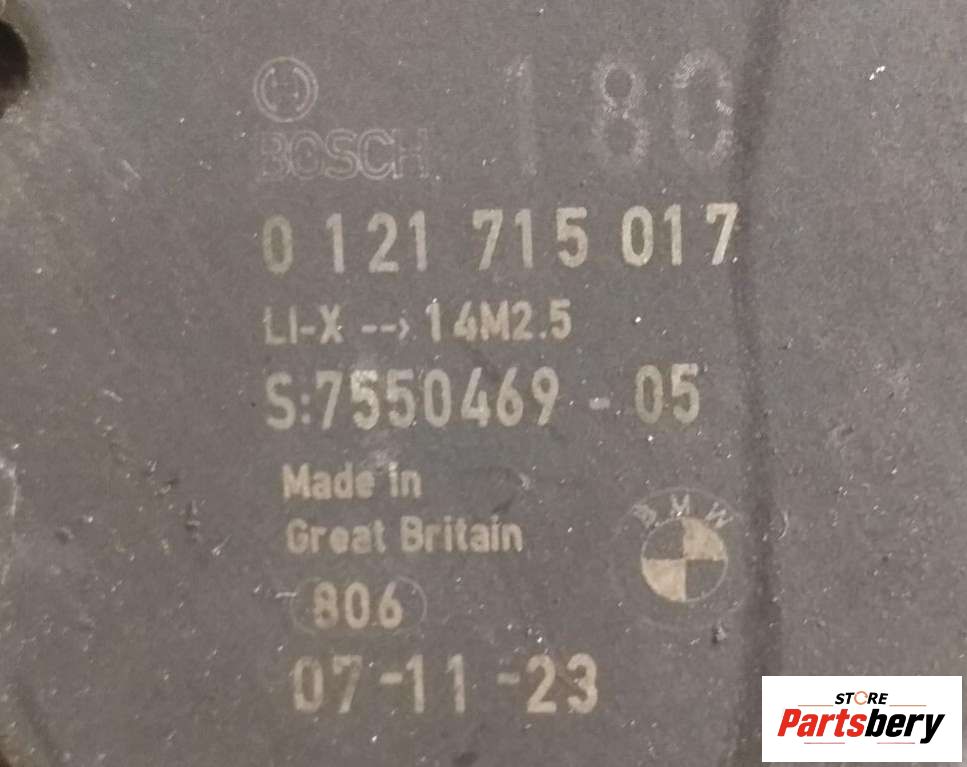 BOSCH 180
0 121 715 017
LI-X --> 14M2.5
S:7550469 - 05
Made in
Great Britain
BMW
806
07-11-23
STORE
Partsbery